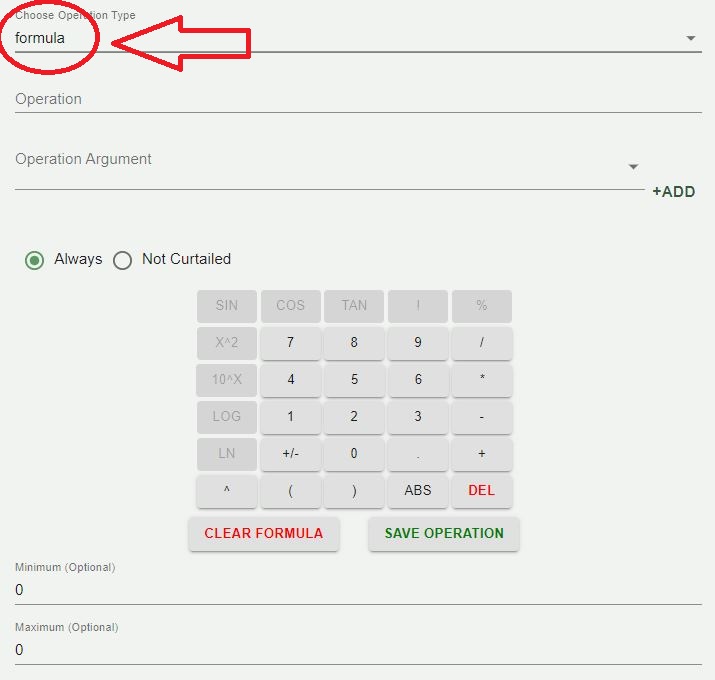 Choose Operation Type
formula
Operation
Operation Argument
+ADD
Always Not Curtailed
SIN COS TAN ! %
X^2 7 8 9 /
10^X 4 5 6 *
LOG 1 2 3 -
LN +/- 0 . +
^ ( ) ABS DEL
CLEAR FORMULA SAVE OPERATION
Minimum (Optional)
0
Maximum (Optional)
0